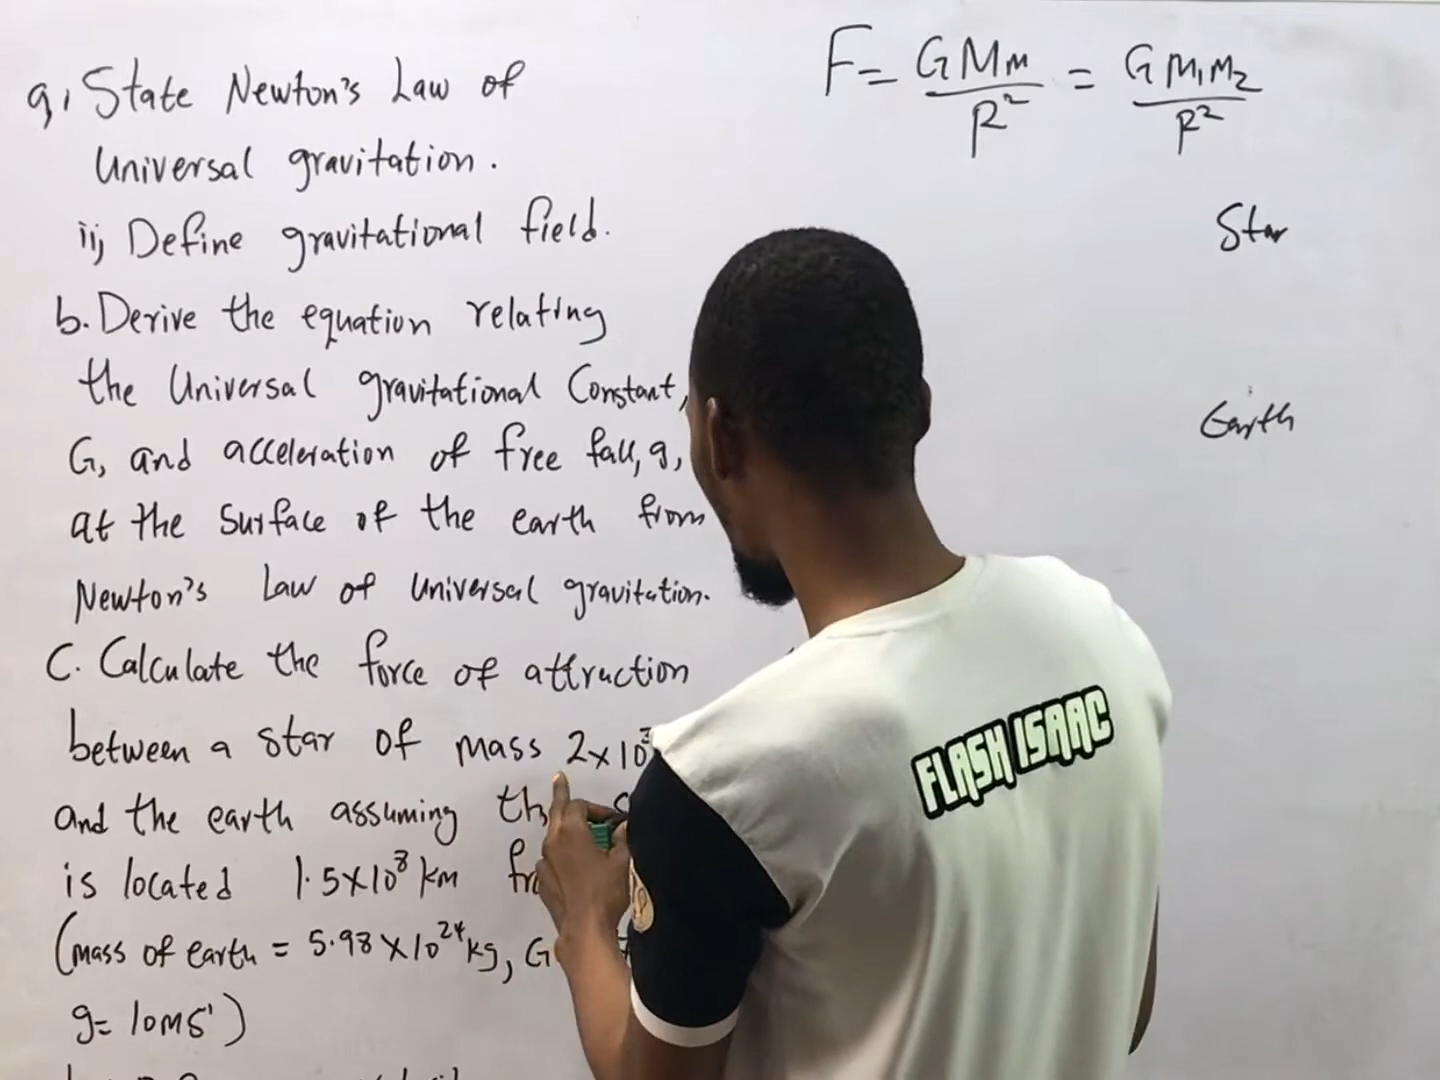 a, State Newton's Law of
Universal gravitation.
ii, Define gravitational field.
b. Derive the equation relating
the Universal gravitational Constant,
G, and acceleration of free fall, g,
at the surface of the earth from
Newton's Law of Universal gravitation.
C. Calculate the force of attraction
between a star of mass 2×10
and the earth assuming
is located 1.5×10⁸ km
(mass of earth = 5.98×10²⁴ kg, G
g= 10ms¹)
F = GMm/R² = GM₁M₂/R²
Star
Earth
FLASH ISAAC